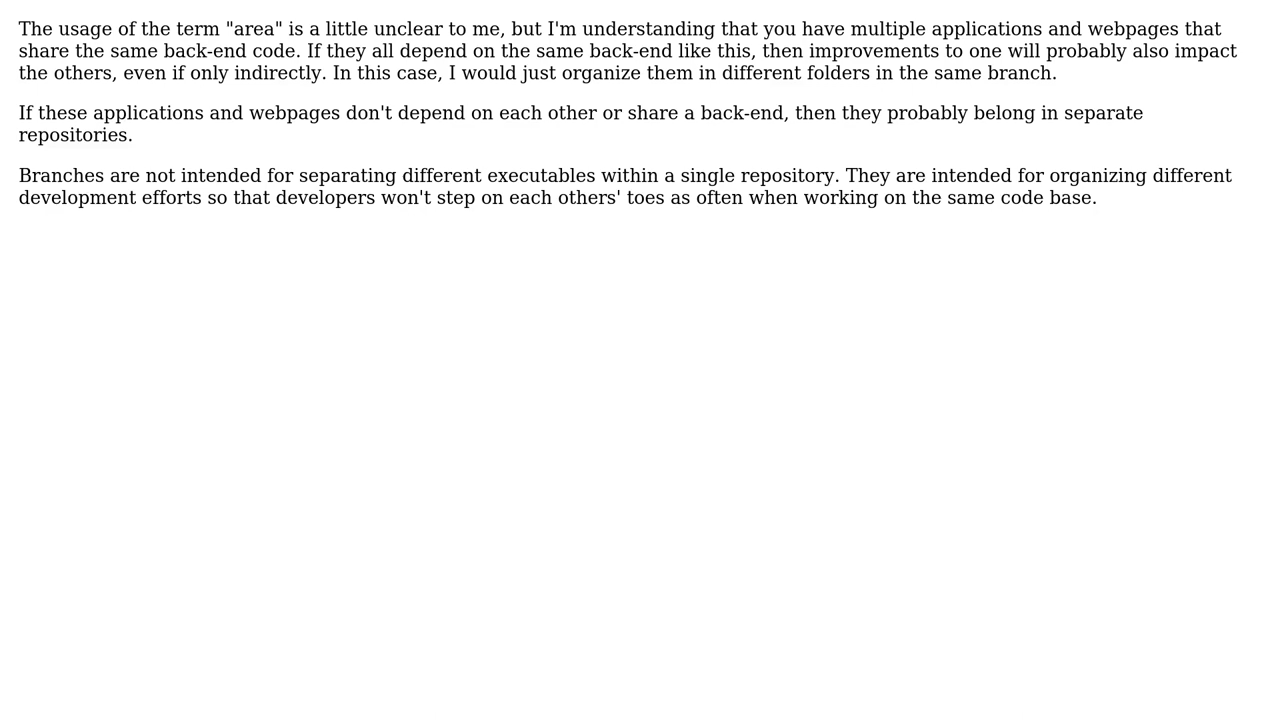 The usage of the term "area" is a little unclear to me, but I'm understanding that you have multiple applications and webpages that
share the same back-end code. If they all depend on the same back-end like this, then improvements to one will probably also impact
the others, even if only indirectly. In this case, I would just organize them in different folders in the same branch.
If these applications and webpages don't depend on each other or share a back-end, then they probably belong in separate
repositories.
Branches are not intended for separating different executables within a single repository. They are intended for organizing different
development efforts so that developers won't step on each others' toes as often when working on the same code base.